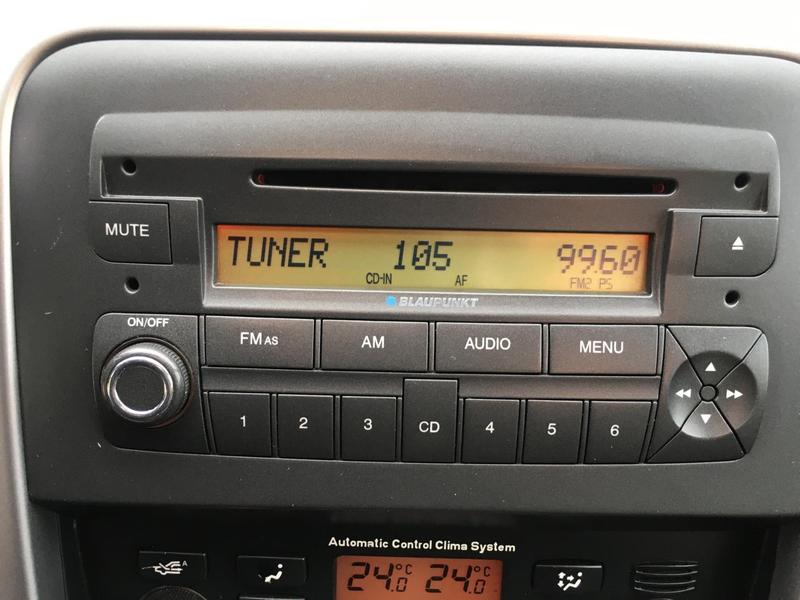 MUTE
TUNER 105 99.60
CD-IN AF FM2 PS
BLAUPUNKT
ON/OFF
FM AS AM AUDIO MENU
1 2 3 CD 4 5 6
Automatic Control Clima System
A
24.0°C 24.0°C